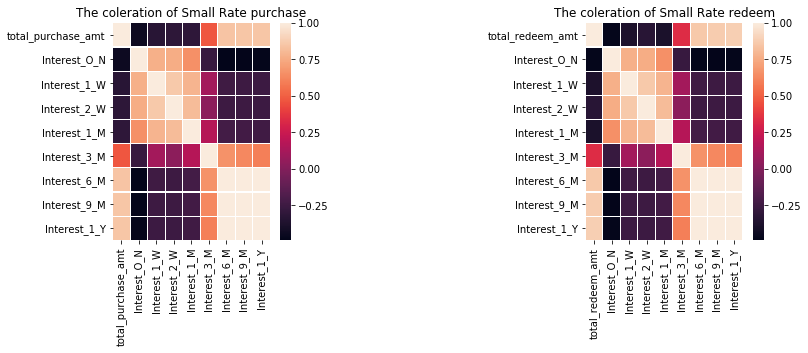 The coleration of Small Rate purchase
total_purchase_amt
Interest_O_N
Interest_1_W
Interest_2_W
Interest_1_M
Interest_3_M
Interest_6_M
Interest_9_M
Interest_1_Y
total_purchase_amt
Interest_O_N
Interest_1_W
Interest_2_W
Interest_1_M
Interest_3_M
Interest_6_M
Interest_9_M
Interest_1_Y
1.00
0.75
0.50
0.25
0.00
−0.25
The coleration of Small Rate redeem
total_redeem_amt
Interest_O_N
Interest_1_W
Interest_2_W
Interest_1_M
Interest_3_M
Interest_6_M
Interest_9_M
Interest_1_Y
total_redeem_amt
Interest_O_N
Interest_1_W
Interest_2_W
Interest_1_M
Interest_3_M
Interest_6_M
Interest_9_M
Interest_1_Y
1.00
0.75
0.50
0.25
0.00
−0.25